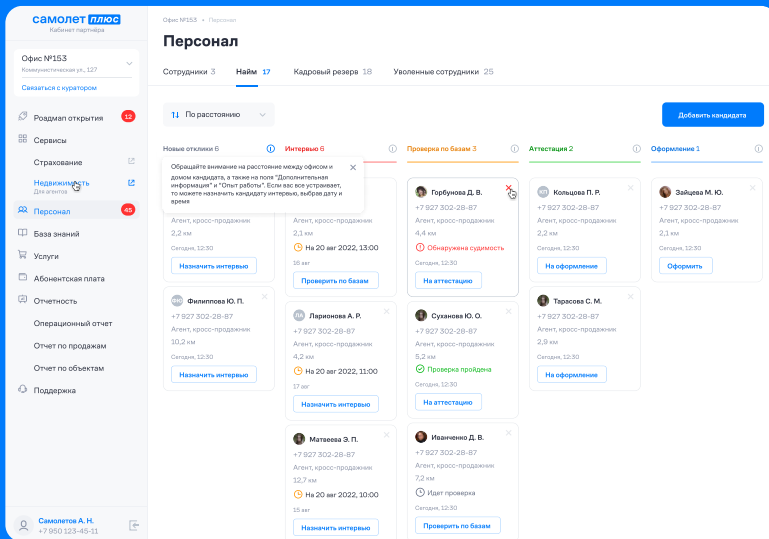 самолет плюс
Кабинет партнёра
Офис №153
Коммунистическая ул., 127
Связаться с куратором
Роадмап открытия 12
Сервисы
Страхование
Недвижимость
Для агентов
Персонал 45
База знаний
Услуги
Абонентская плата
Отчетность
Операционный отчет
Отчет по продажам
Отчет по объектам
Поддержка
Самолетов А. Н.
+7 950 123-45-11
Офис №153 • Персонал
Персонал
Сотрудники 3 Найм 17 Кадровый резерв 18 Уволенные сотрудники 25
По расстоянию
Добавить кандидата
Новые отклики 6
Обращайте внимание на расстояние между офисом и
домом кандидата, а также на поля "Дополнительная
информация" и "Опыт работы". Если вас все устраивает,
то можете назначить кандидату интервью, выбрав дату и
время
Агент, кросс-продажник
2,2 км
Сегодня, 12:30
Назначить интервью
ФЮ Филиппова Ю. П.
+7 927 302-28-87
Агент, кросс-продажник
10,2 км
Сегодня, 12:30
Назначить интервью
Интервью 6
Агент, кросс-продажник
2,1 км
На 20 авг 2022, 13:00
16 авг
Проверить по базам
ЛА Ларионова А. Р.
+7 927 302-28-87
Агент, кросс-продажник
4,2 км
На 20 авг 2022, 11:00
17 авг
Назначить интервью
Матвеева Э. П.
+7 927 302-28-87
Агент, кросс-продажник
12,7 км
На 20 авг 2022, 10:00
15 авг
Назначить интервью
Проверка по базам 3
Горбунова Д. В.
+7 927 302-28-87
Агент, кросс-продажник
4,4 км
Обнаружена судимость
Сегодня, 12:30
На аттестацию
Суханова Ю. О.
+7 927 302-28-87
Агент, кросс-продажник
5,2 км
Проверка пройдена
Сегодня, 12:30
На аттестацию
Иванченко Д. В.
+7 927 302-28-87
Агент, кросс-продажник
7,2 км
Идет проверка
Сегодня, 12:30
Проверить по базам
Аттестация 2
КП Кольцова П. Р.
+7 927 302-28-87
Агент, кросс-продажник
2,2 км
Сегодня, 12:30
На оформление
Тарасова С. М.
+7 927 302-28-87
Агент, кросс-продажник
2,9 км
Сегодня, 12:30
На оформление
Оформление 1
Зайцева М. Ю.
+7 927 302-28-87
Агент, кросс-продажник
2,1 км
Сегодня, 12:30
Оформить